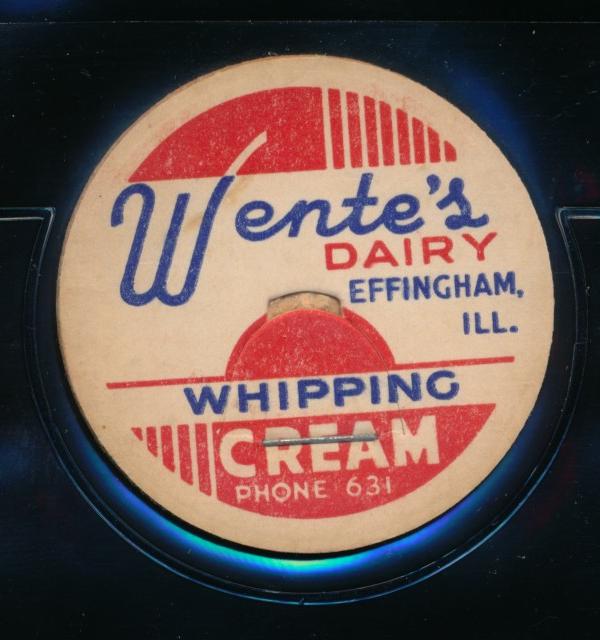 Wente's
DAIRY
EFFINGHAM,
ILL.
WHIPPING
CREAM
PHONE 631